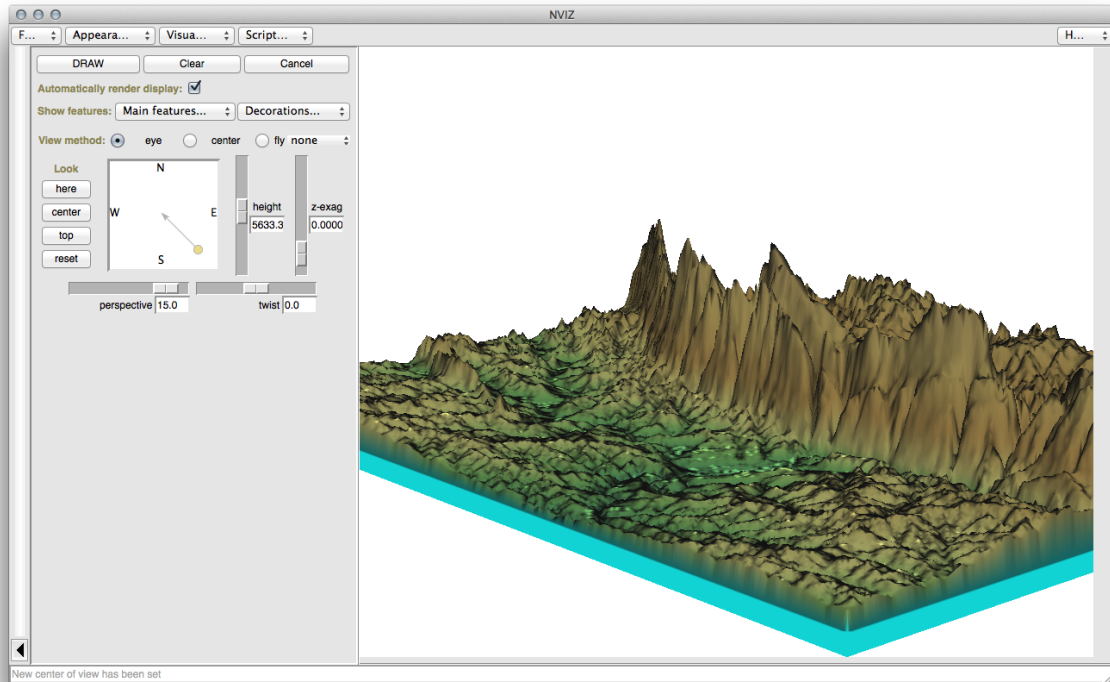 NVIZ
F... Appeara... Visua... Script... H...
DRAW Clear Cancel
Automatically render display:
Show features: Main features... Decorations...
View method: eye center fly none
Look
N
here
W E
height z-exag
center
5633.3 0.0000
top
S
reset
perspective 15.0 twist 0.0
New center of view has been set